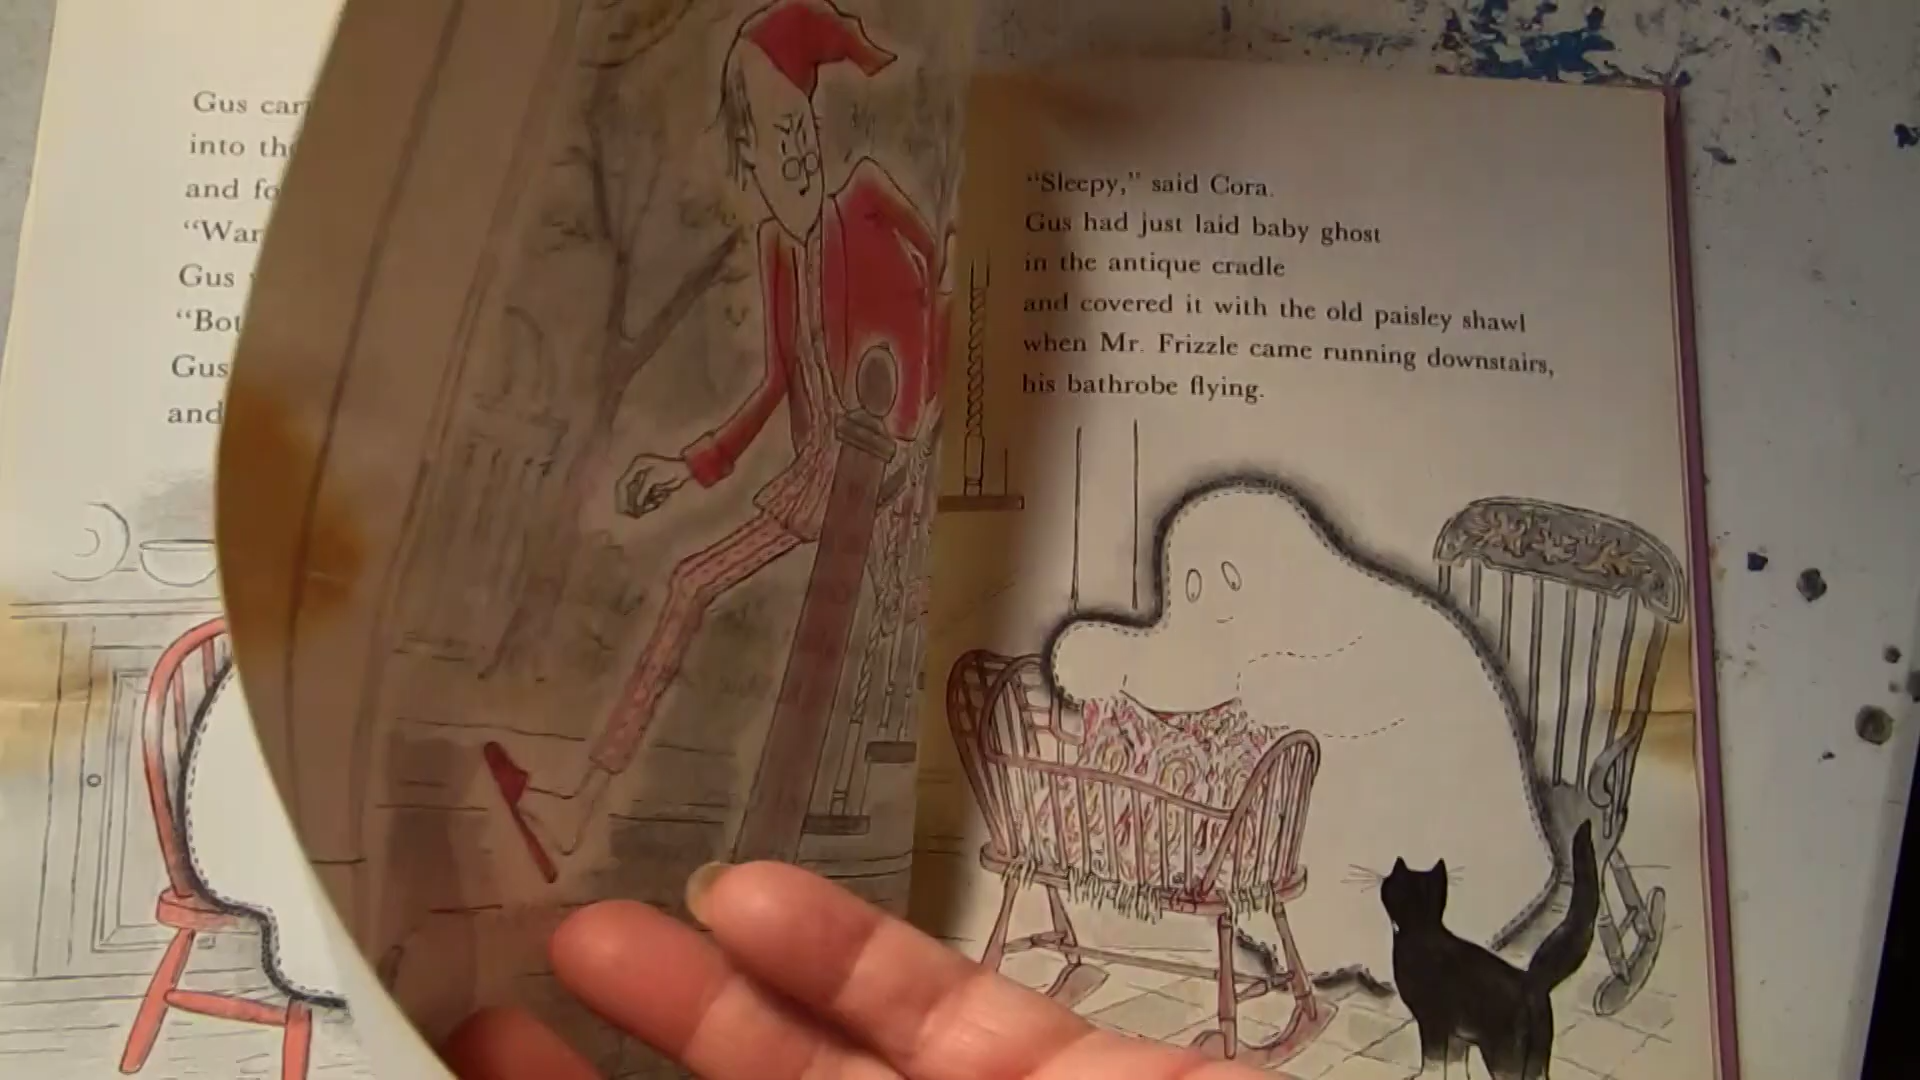 Gus
into
and
Gus
Gus
and
“Sleepy,” said Cora.
Gus had just laid baby ghost
in the antique cradle
and covered it with the old paisley shawl
when Mr. Frizzle came running downstairs,
his bathrobe flying.